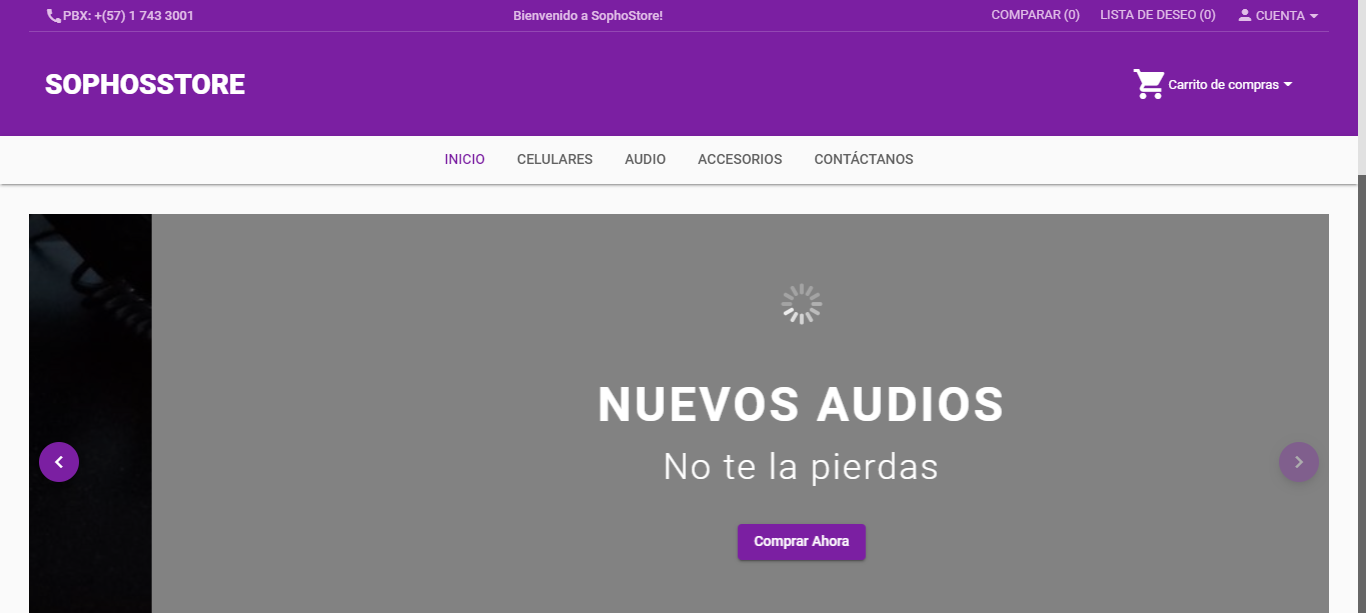 PBX: +(57) 1 743 3001 Bienvenido a SophoStore! COMPARAR (0) LISTA DE DESEO (0) CUENTA
SOPHOSSTORE Carrito de compras
INICIO CELULARES AUDIO ACCESORIOS CONTÁCTANOS
NUEVOS AUDIOS
No te la pierdas
Comprar Ahora